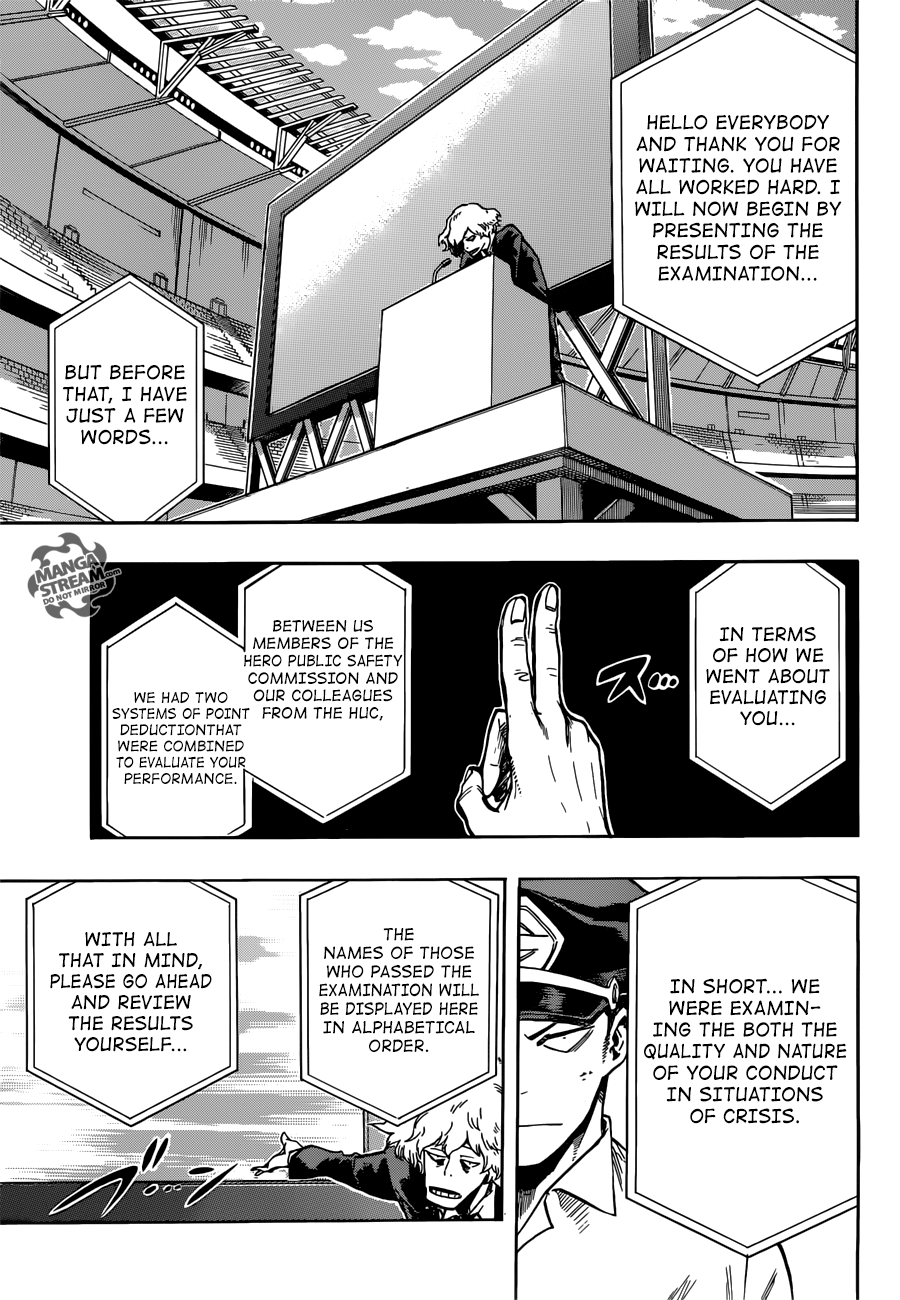 HELLO EVERYBODY
AND THANK YOU FOR
WAITING. YOU HAVE
ALL WORKED HARD. I
WILL NOW BEGIN BY
PRESENTING THE
RESULTS OF THE
EXAMINATION...
BUT BEFORE
THAT, I HAVE
JUST A FEW
WORDS...
MANGA
STREAM.com
DO NOT MIRROR
IN TERMS
OF HOW WE
WENT ABOUT
EVALUATING
YOU...
ス...
BETWEEN US
MEMBERS OF THE
HERO PUBLIC SAFETY
COMMISSION AND
OUR COLLEAGUES
FROM THE HUC,
WE HAD TWO
SYSTEMS OF POINT
DEDUCTIONTHAT
WERE COMBINED
TO EVALUATE YOUR
PERFORMANCE.
IN SHORT... WE
WERE EXAMIN-
ING THE BOTH THE
QUALITY AND NATURE
OF YOUR CONDUCT
IN SITUATIONS
OF CRISIS.
THE
NAMES OF THOSE
WHO PASSED THE
EXAMINATION WILL
BE DISPLAYED HERE
IN ALPHABETICAL
ORDER.
WITH ALL
THAT IN MIND,
PLEASE GO AHEAD
AND REVIEW
THE RESULTS
YOURSELF...
ブン